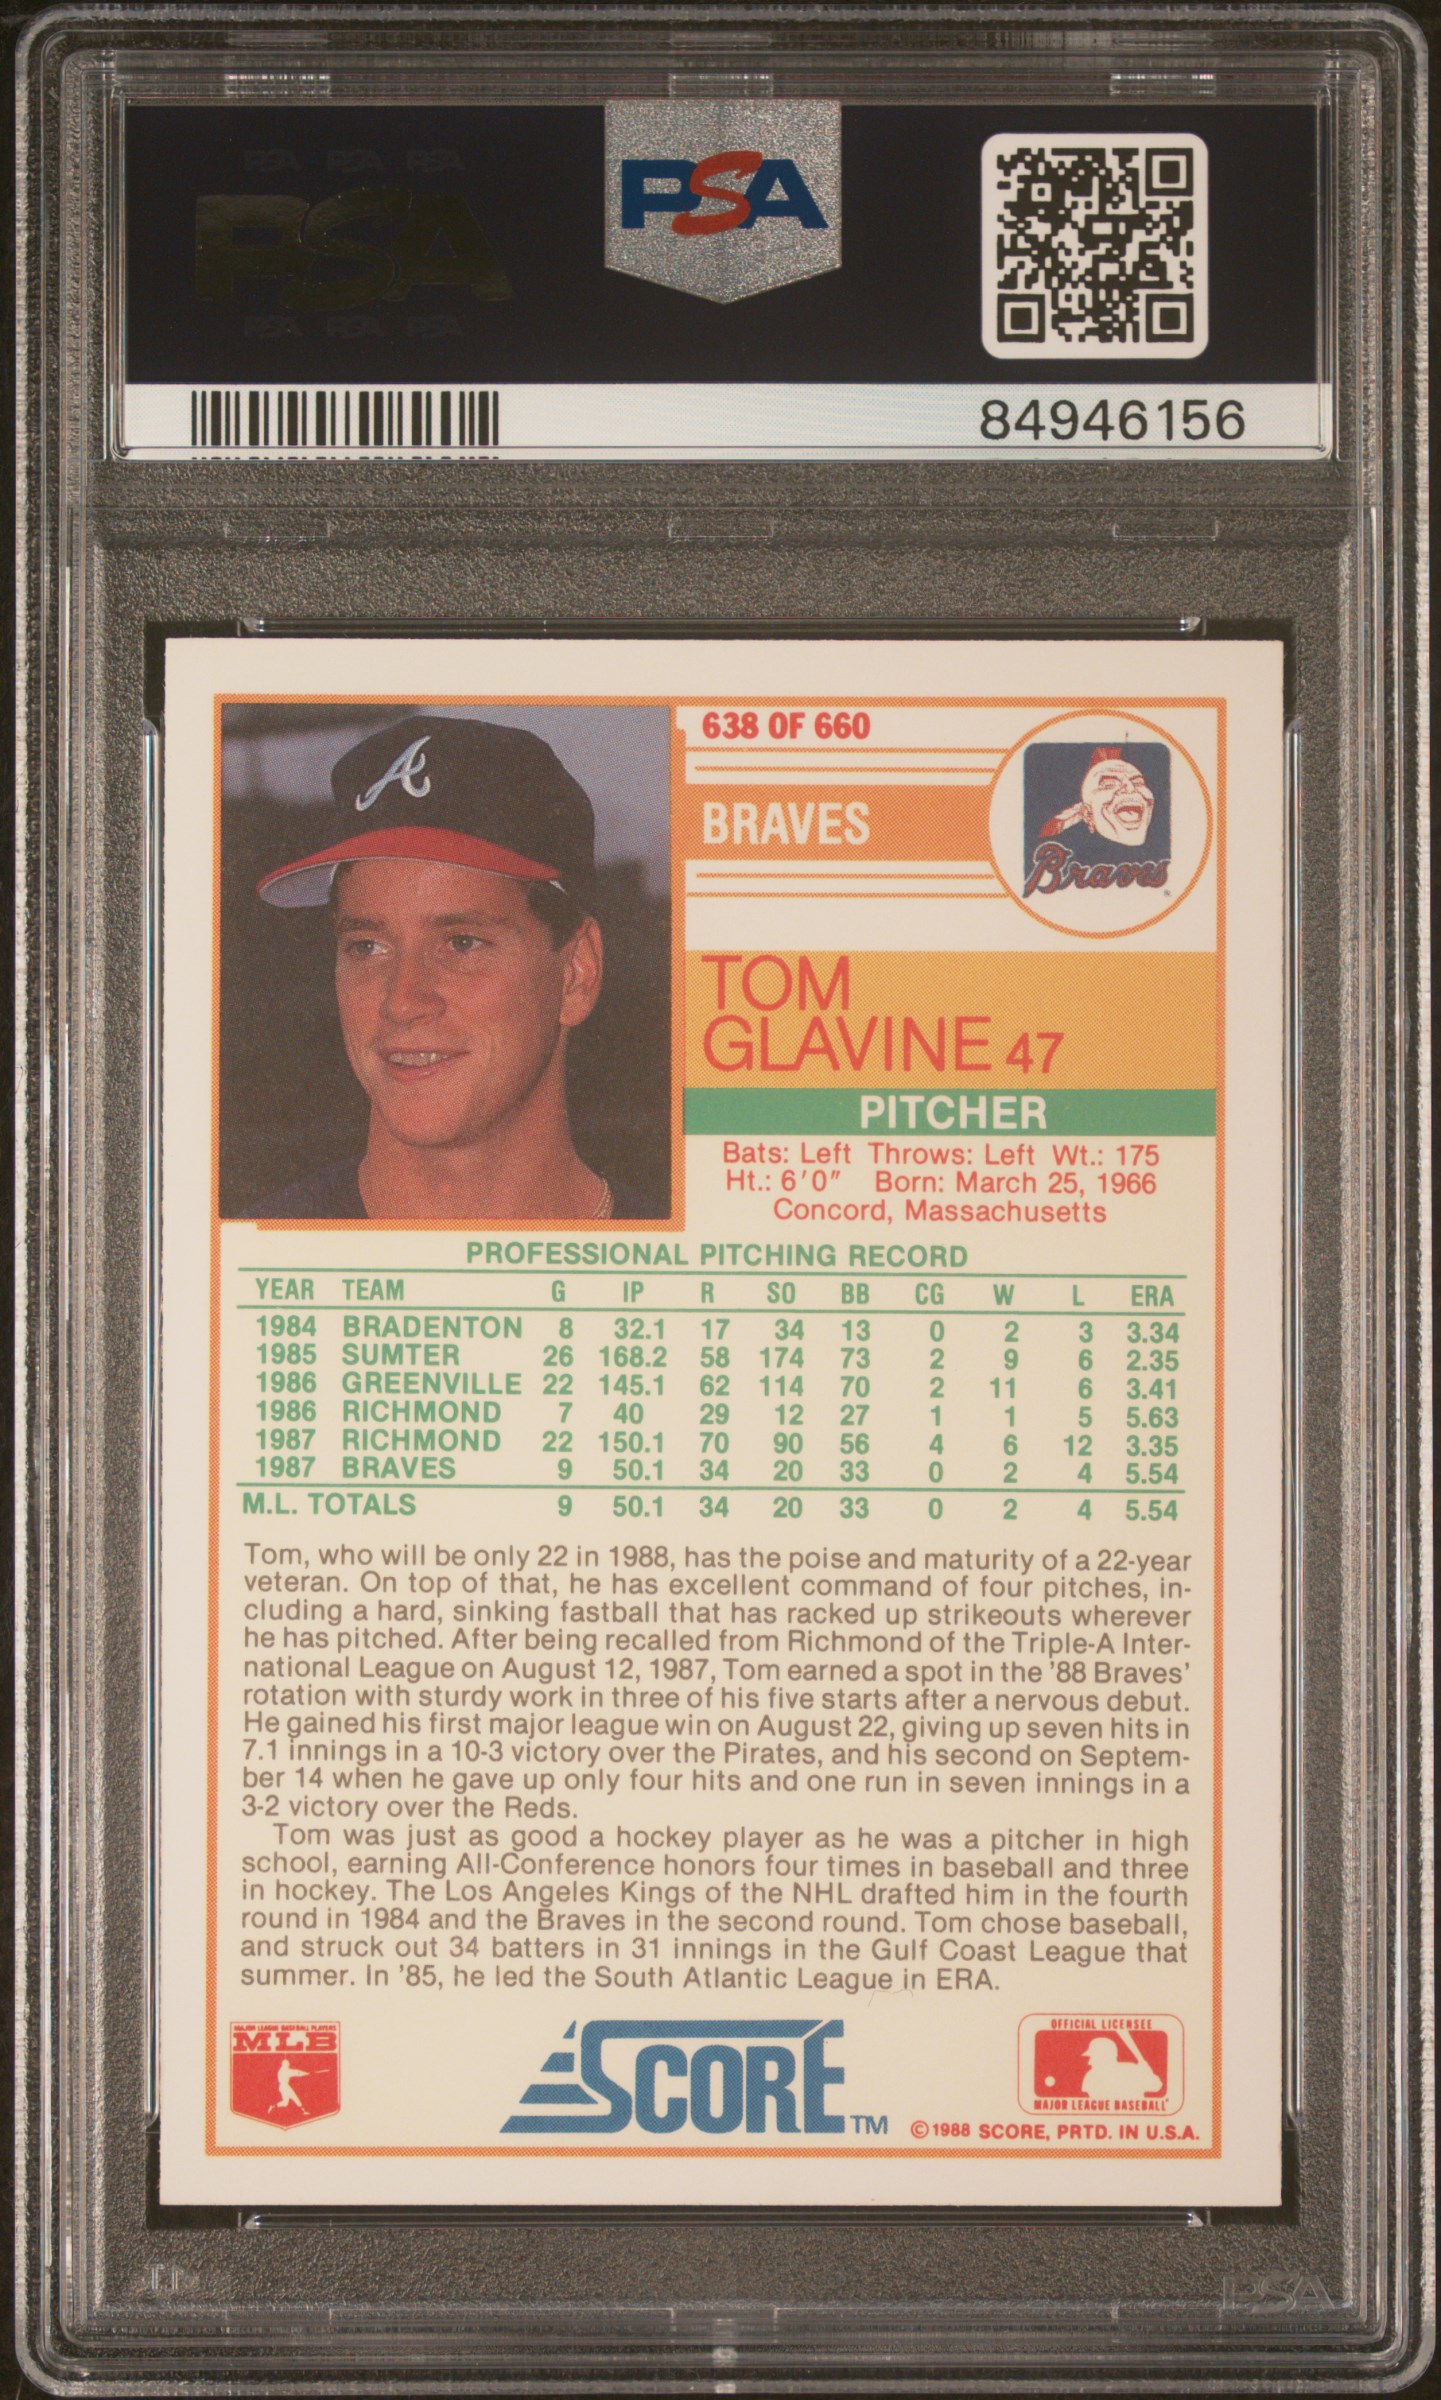 PSA PSA PSA
PSA
PSA PSA PSA
PSA
84946156
638 OF 660
BRAVES
Braves
TOM
GLAVINE 47
PITCHER
Bats: Left Throws: Left Wt.: 175
Ht.: 6'0" Born: March 25, 1966
Concord, Massachusetts
PROFESSIONAL PITCHING RECORD
YEAR TEAM G IP R SO BB CG W L ERA
1984 BRADENTON 8 32.1 17 34 13 0 2 3 3.34
1985 SUMTER 26 168.2 58 174 73 2 9 6 2.35
1986 GREENVILLE 22 145.1 62 114 70 2 11 6 3.41
1986 RICHMOND 7 40 29 12 27 1 1 5 5.63
1987 RICHMOND 22 150.1 70 90 56 4 6 12 3.35
1987 BRAVES 9 50.1 34 20 33 0 2 4 5.54
M.L. TOTALS 9 50.1 34 20 33 0 2 4 5.54
Tom, who will be only 22 in 1988, has the poise and maturity of a 22-year
veteran. On top of that, he has excellent command of four pitches, in-
cluding a hard, sinking fastball that has racked up strikeouts wherever
he has pitched. After being recalled from Richmond of the Triple-A Inter-
national League on August 12, 1987, Tom earned a spot in the '88 Braves'
rotation with sturdy work in three of his five starts after a nervous debut.
He gained his first major league win on August 22, giving up seven hits in
7.1 innings in a 10-3 victory over the Pirates, and his second on Septem-
ber 14 when he gave up only four hits and one run in seven innings in a
3-2 victory over the Reds.
Tom was just as good a hockey player as he was a pitcher in high
school, earning All-Conference honors four times in baseball and three
in hockey. The Los Angeles Kings of the NHL drafted him in the fourth
round in 1984 and the Braves in the second round. Tom chose baseball,
and struck out 34 batters in 31 innings in the Gulf Coast League that
summer. In '85, he led the South Atlantic League in ERA.
MAJOR LEAGUE BASEBALL PLAYERS
MLB
SCORE TM
OFFICIAL LICENSEE
MAJOR LEAGUE BASEBALL
©1988 SCORE, PRTD. IN U.S.A.
PSA